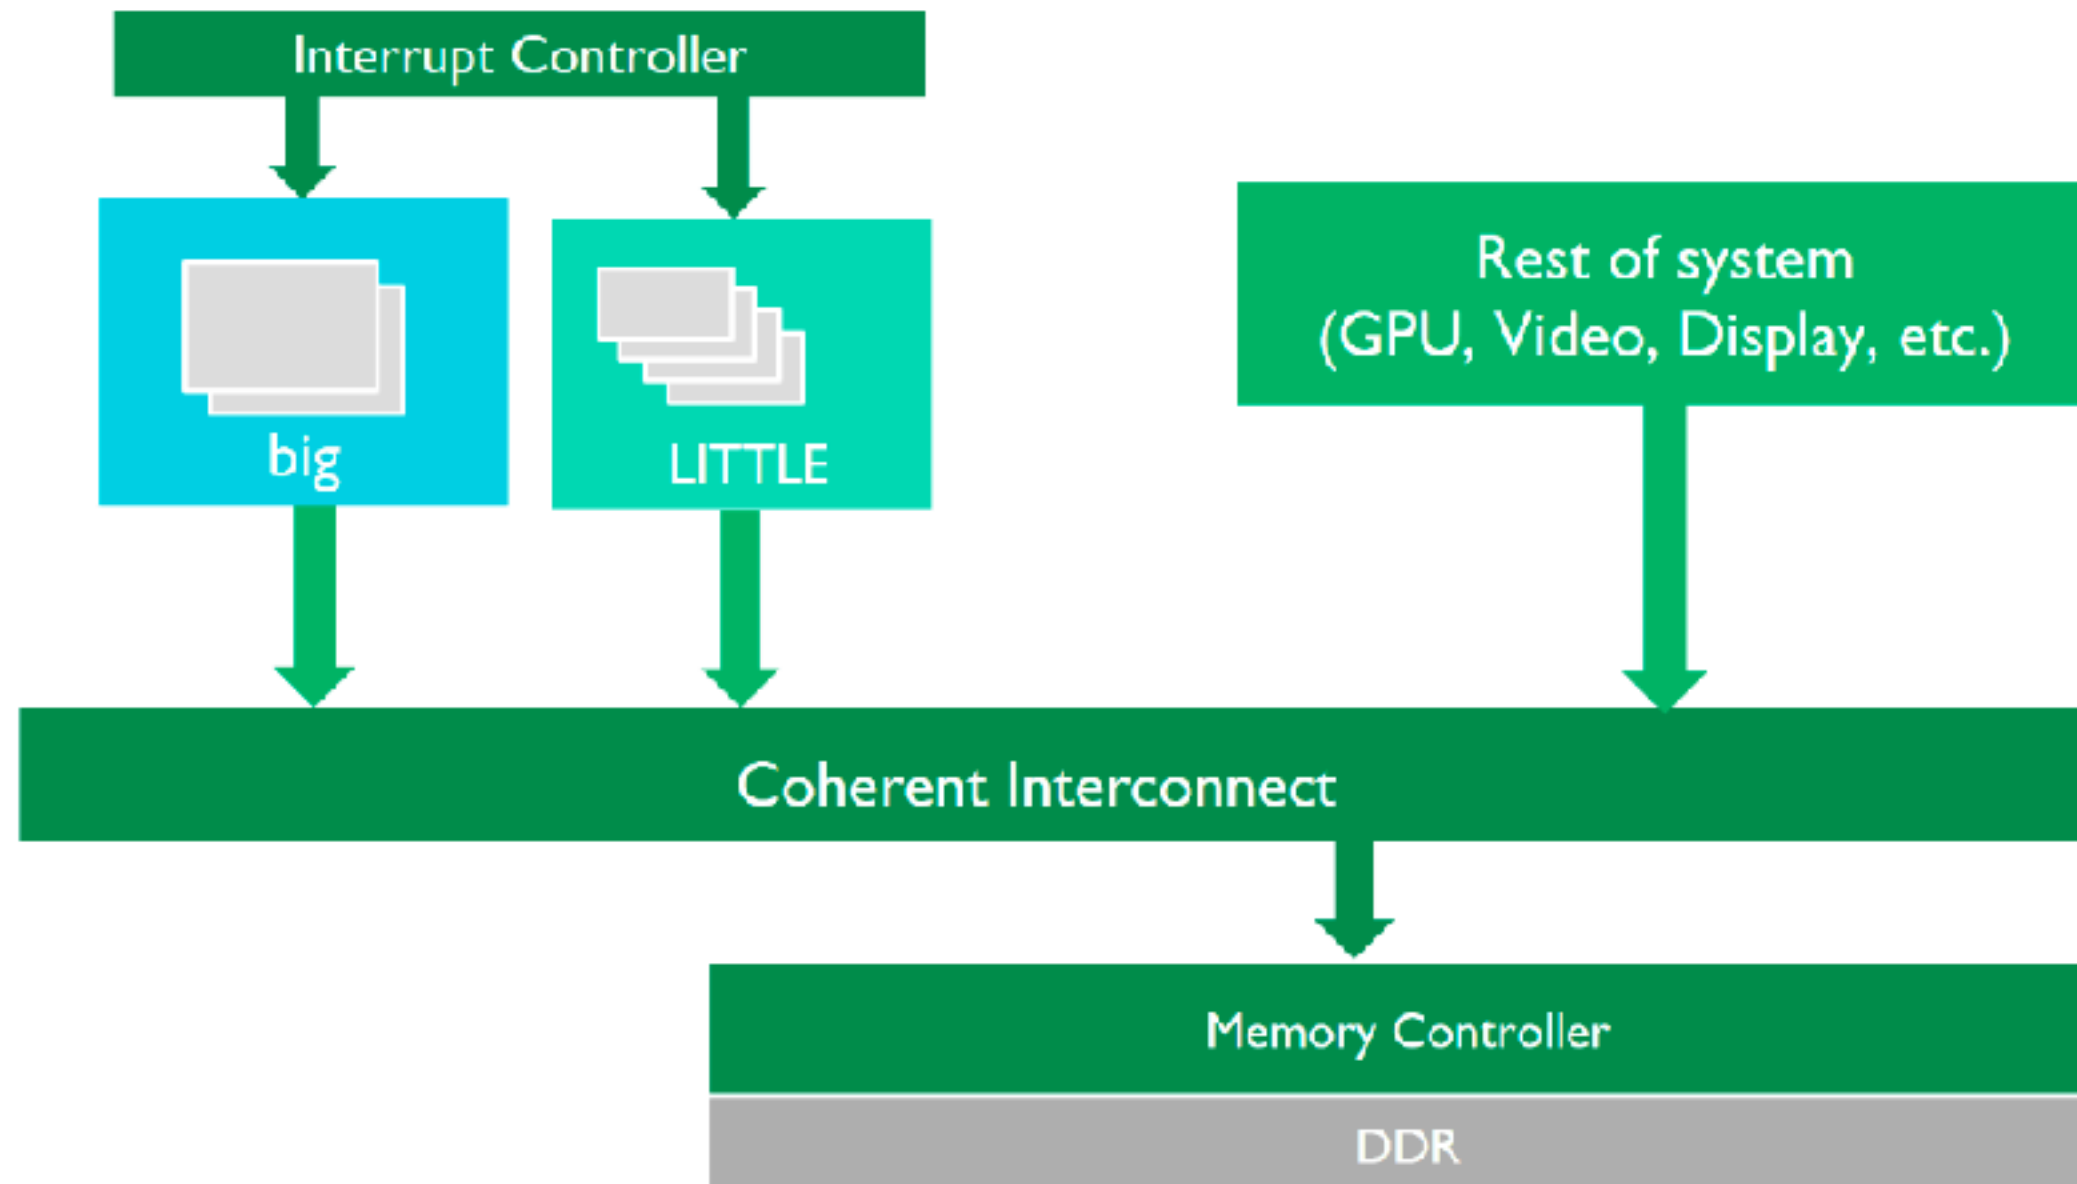 Interrupt Controller
big
LITTLE
Rest of system
(GPU, Video, Display, etc.)
Coherent Interconnect
Memory Controller
DDR